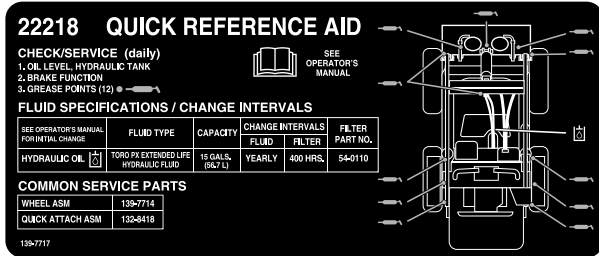 22218 QUICK REFERENCE AID
CHECK/SERVICE (daily)
1. OIL LEVEL, HYDRAULIC TANK
2. BRAKE FUNCTION
3. GREASE POINTS (12)
SEE
OPERATOR'S
MANUAL
FLUID SPECIFICATIONS / CHANGE INTERVALS
SEE OPERATOR'S MANUAL
FOR INITIAL CHANGE
FLUID TYPE
CAPACITY
CHANGE INTERVALS
FLUID
FILTER
FILTER
PART NO.
HYDRAULIC OIL
TORO PX EXTENDED LIFE
HYDRAULIC FLUID
15 GALS.
(56.7 L)
YEARLY
400 HRS.
54-0110
COMMON SERVICE PARTS
WHEEL ASM 139-7714
QUICK ATTACH ASM 132-8418
139-7717